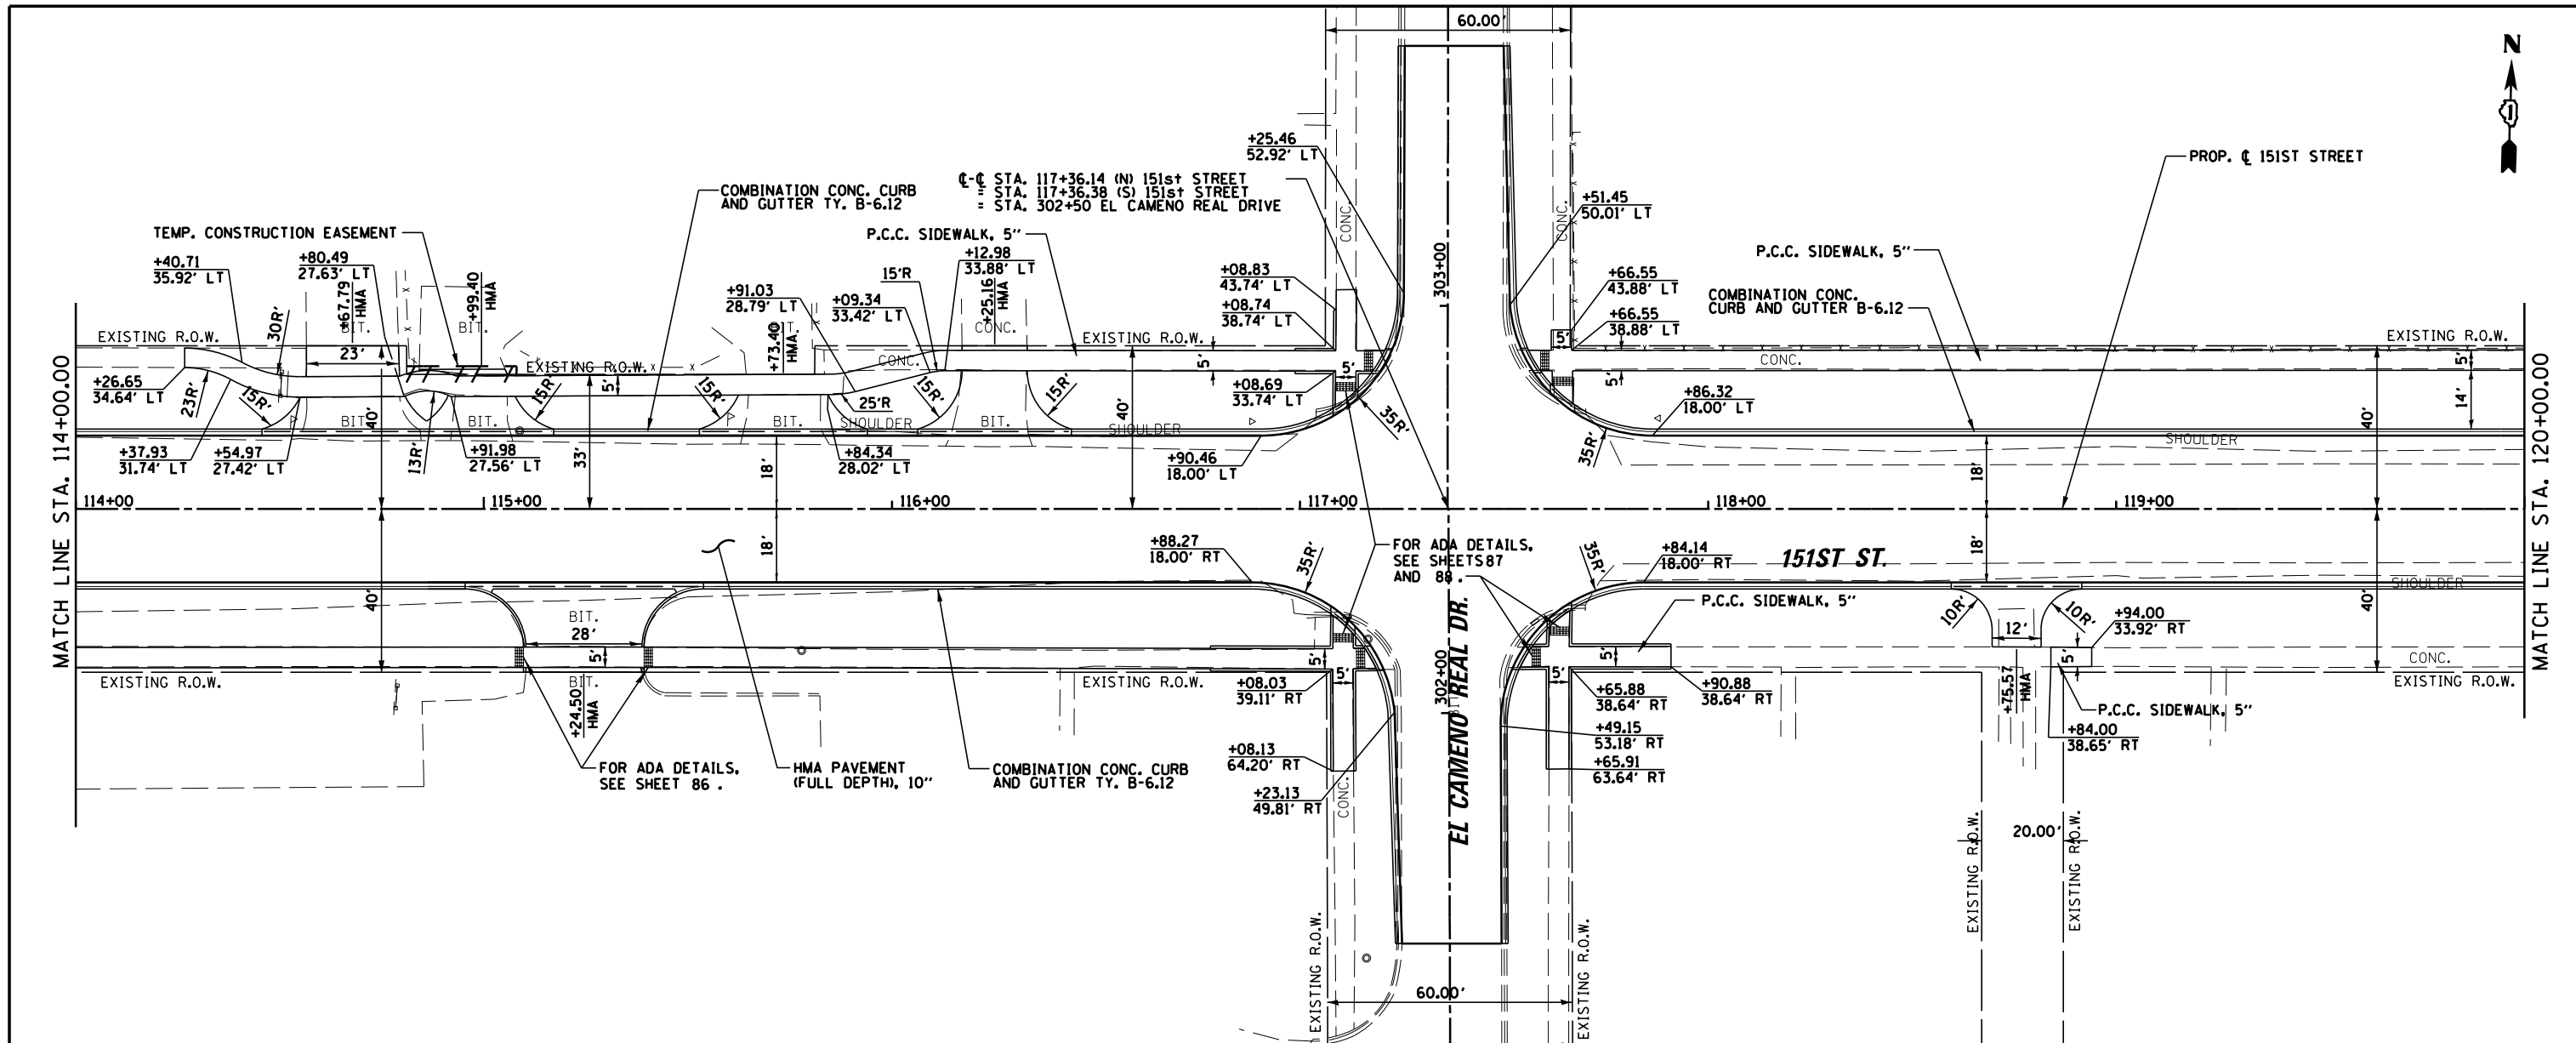 60.00'
N
+25.46
52.92' LT
PROP. ℄ 151ST STREET
℄-℄ STA. 117+36.14 (N) 151st STREET
= STA. 117+36.38 (S) 151st STREET
= STA. 302+50 EL CAMENO REAL DRIVE
COMBINATION CONC. CURB
AND GUTTER TY. B-6.12
CONC.
CONC.
+51.45
50.01' LT
TEMP. CONSTRUCTION EASEMENT
P.C.C. SIDEWALK, 5"
P.C.C. SIDEWALK, 5"
+40.71
35.92' LT
+80.49
27.63' LT
+67.79
HMA
+99.40
HMA
+91.03
28.79' LT
15'R
+09.34
33.42' LT
+12.98
33.88' LT
+25.16
HMA
+08.83
43.74' LT
+08.74
38.74' LT
303+00
+66.55
43.88' LT
+66.55
38.88' LT
COMBINATION CONC.
CURB AND GUTTER B-6.12
EXISTING R.O.W.
30R'
BIT.
BIT.
23'
EXISTING R.O.W.
+73.40
HMA
BIT.
CONC.
CONC.
EXISTING R.O.W.
5'
5'
5'
5'
CONC.
EXISTING R.O.W.
5'
+26.65
34.64' LT
23R'
15R'
40'
BIT.
BIT.
15R'
5'
15R'
BIT.
25'R
SHOULDER
15R'
BIT.
15R'
40'
SHOULDER
+08.69
33.74' LT
35R'
+86.32
18.00' LT
14'
40'
SHOULDER
+37.93
31.74' LT
+54.97
27.42' LT
13R'
+91.98
27.56' LT
33'
18'
+84.34
28.02' LT
+90.46
18.00' LT
35R'
18'
MATCH LINE STA. 114+00.00
MATCH LINE STA. 120+00.00
114+00
115+00
116+00
117+00
118+00
119+00
18'
+88.27
18.00' RT
35R'
FOR ADA DETAILS,
SEE SHEETS 87
AND 88 .
35R'
+84.14
18.00' RT
151ST ST.
18'
SHOULDER
40'
BIT.
28'
5'
P.C.C. SIDEWALK, 5"
10R'
10R'
12'
+94.00
33.92' RT
5'
40'
CONC.
EXISTING R.O.W.
+24.50
HMA
BIT.
EXISTING R.O.W.
5'
5'
+08.03
39.11' RT
302+00
BIT.
EL CAMENO REAL DR.
5'
5'
+65.88
38.64' RT
+90.88
38.64' RT
+75.57
HMA
EXISTING R.O.W.
P.C.C. SIDEWALK, 5"
+84.00
38.65' RT
+49.15
53.18' RT
+08.13
64.20' RT
+65.91
63.64' RT
FOR ADA DETAILS,
SEE SHEET 86 .
HMA PAVEMENT
(FULL DEPTH), 10"
COMBINATION CONC. CURB
AND GUTTER TY. B-6.12
+23.13
49.81' RT
CONC.
EXISTING R.O.W.
20.00'
EXISTING R.O.W.
EXISTING R.O.W.
60.00'
EXISTING R.O.W.